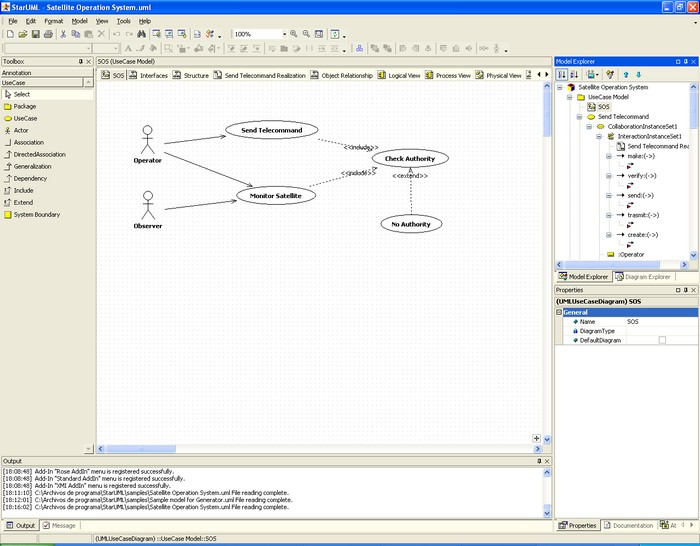 StarUML - Satellite Operation System.uml
File Edit Format Model View Tools Help
100%
Toolbox
Annotation
UseCase
Select
Package
UseCase
Actor
Association
DirectedAssociation
Generalization
Dependency
Include
Extend
System Boundary
SOS (UseCase Model)
SOS Interfaces Structure Send Telecommand Realization Object Relationship Logical View Process View Physical View
Send Telecommand
<<include>>
Operator
Check Authority
<<include>>
<<extend>>
Monitor Satellite
Observer
No Authority
Model Explorer
Satellite Operation System
UseCase Model
SOS
Send Telecommand
CollaborationInstanceSet1
InteractionInstanceSet1
Send Telecommand Rea
make:(->)
verify:(->)
send:(->)
trasmit:(->)
create:(->)
:Operator
Model Explorer Diagram Explorer
Properties
(UMLUseCaseDiagram) SOS
General
Name SOS
DiagramType
DefaultDiagram
Output
[18:08:48] Add-In "Rose AddIn" menu is registered successfully.
[18:08:48] Add-In "Standard AddIn" menu is registered successfully.
[18:08:48] Add-In "XMI AddIn" menu is registered successfully.
[18:11:10] C:\Archivos de programa\StarUML\samples\Satellite Operation System.uml File reading complete.
[18:12:01] C:\Archivos de programa\StarUML\samples\Sample model for Generator.uml File reading complete.
[18:16:02] C:\Archivos de programa\StarUML\samples\Satellite Operation System.uml File reading complete.
Output Message
Properties Documentation At
(UMLUseCaseDiagram) ::UseCase Model::SOS